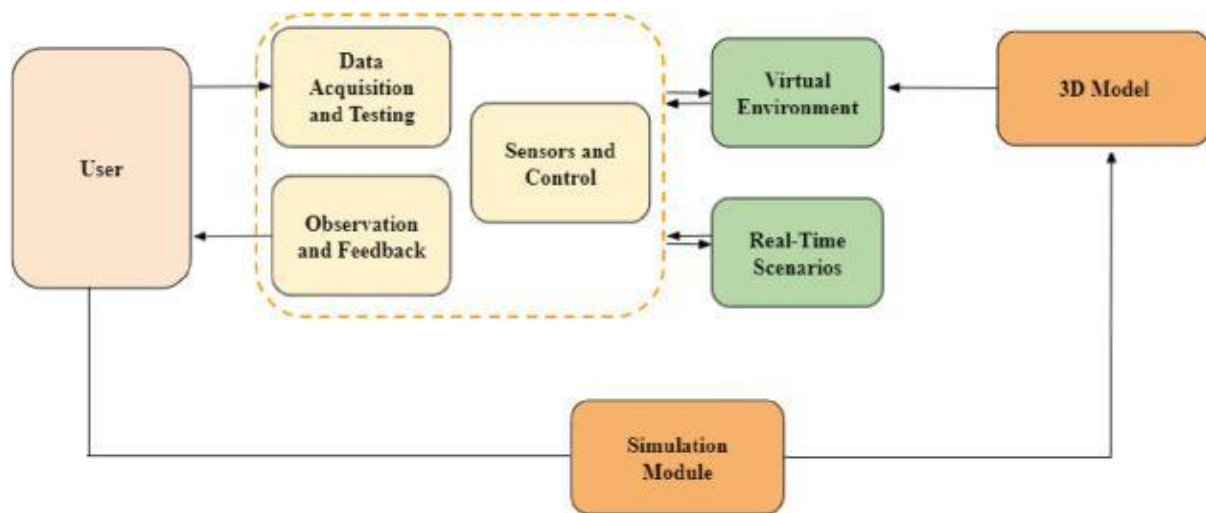 User
Data
Acquisition
and Testing
Observation
and Feedback
Sensors and
Control
Virtual
Environment
Real-Time
Scenarios
3D Model
Simulation
Module